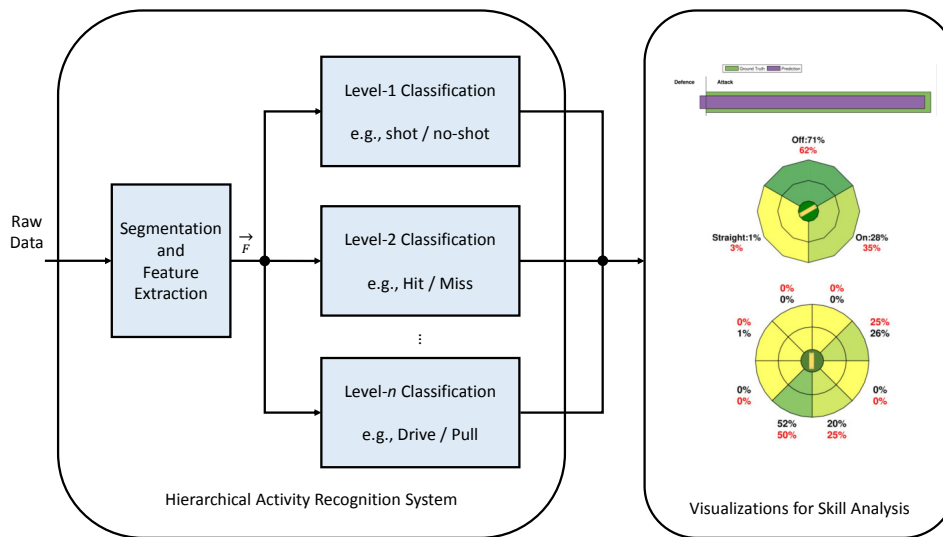 Raw
Data
Segmentation
and
Feature
Extraction
F
Level-1 Classification
e.g., shot / no-shot
Level-2 Classification
e.g., Hit / Miss
...
Level-n Classification
e.g., Drive / Pull
Hierarchical Activity Recognition System
Ground Truth Prediction
Defence Attack
Off:71%
62%
Straight:1% On:28%
3% 35%
0% 0%
0% 0%
0% 25%
1% 26%
0% 0%
0% 0%
52% 20%
50% 25%
Visualizations for Skill Analysis